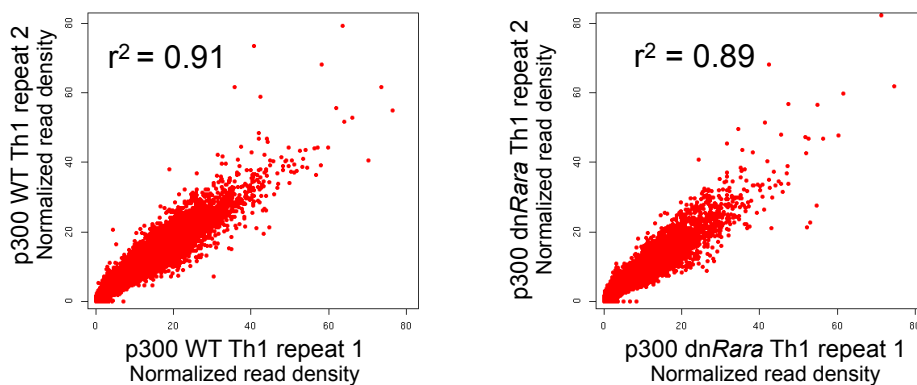 p300 WT Th1 repeat 2
Normalized read density
80
60
40
20
0
r² = 0.91
0 20 40 60 80
p300 WT Th1 repeat 1
Normalized read density
p300 dnRara Th1 repeat 2
Normalized read density
80
60
40
20
0
r² = 0.89
0 20 40 60 80
p300 dnRara Th1 repeat 1
Normalized read density